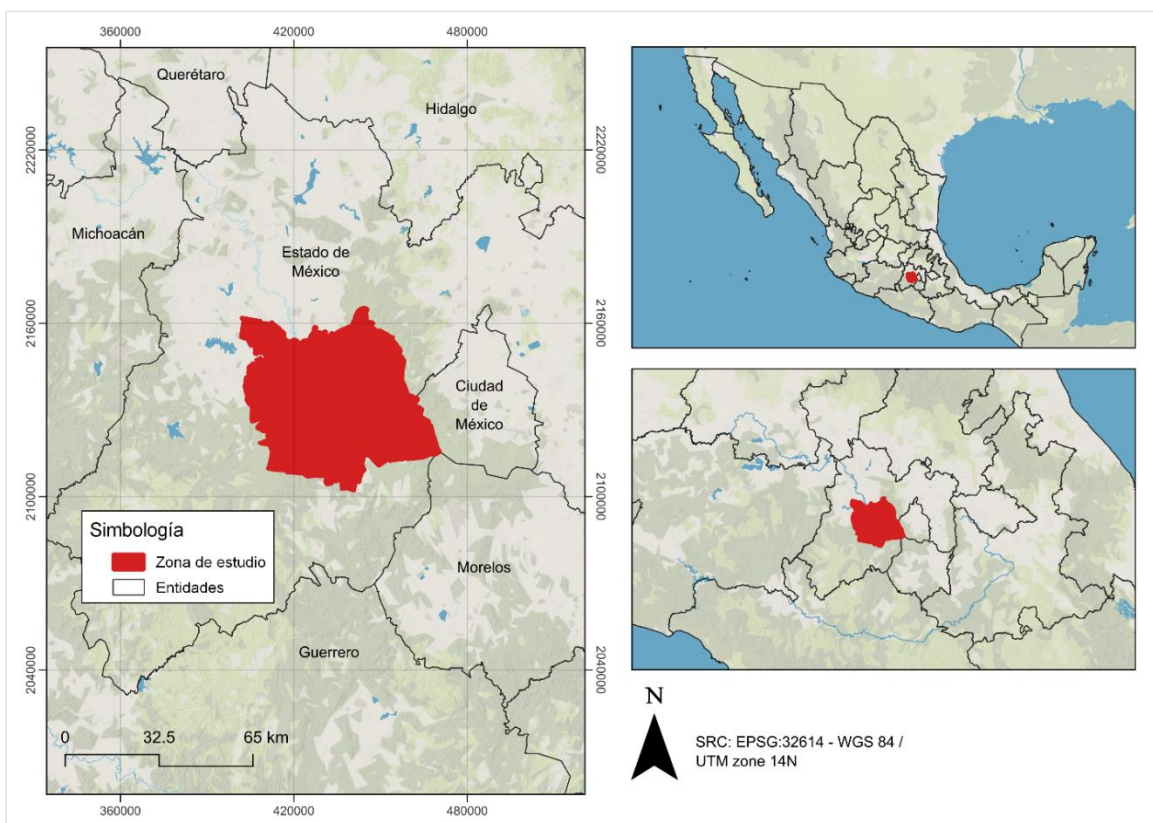 360000
420000
480000
Querétaro
Hidalgo
2220000
2220000
Michoacán
Estado de
México
2160000
2160000
Ciudad
de
México
2100000
2100000
Simbología
Zona de estudio
Entidades
Morelos
Guerrero
2040000
2040000
0
32.5
65 km
360000
420000
480000
N
SRC: EPSG:32614 - WGS 84 /
UTM zone 14N